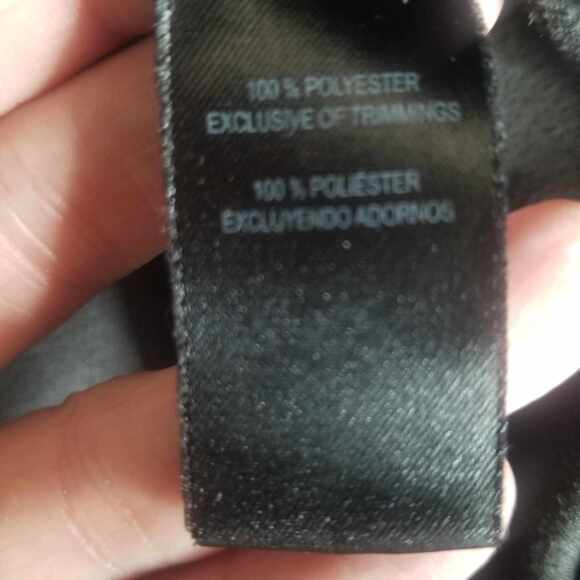 100 % POLYESTER
EXCLUSIVE OF TRIMMINGS
100 % POLIÉSTER
EXCLUYENDO ADORNOS